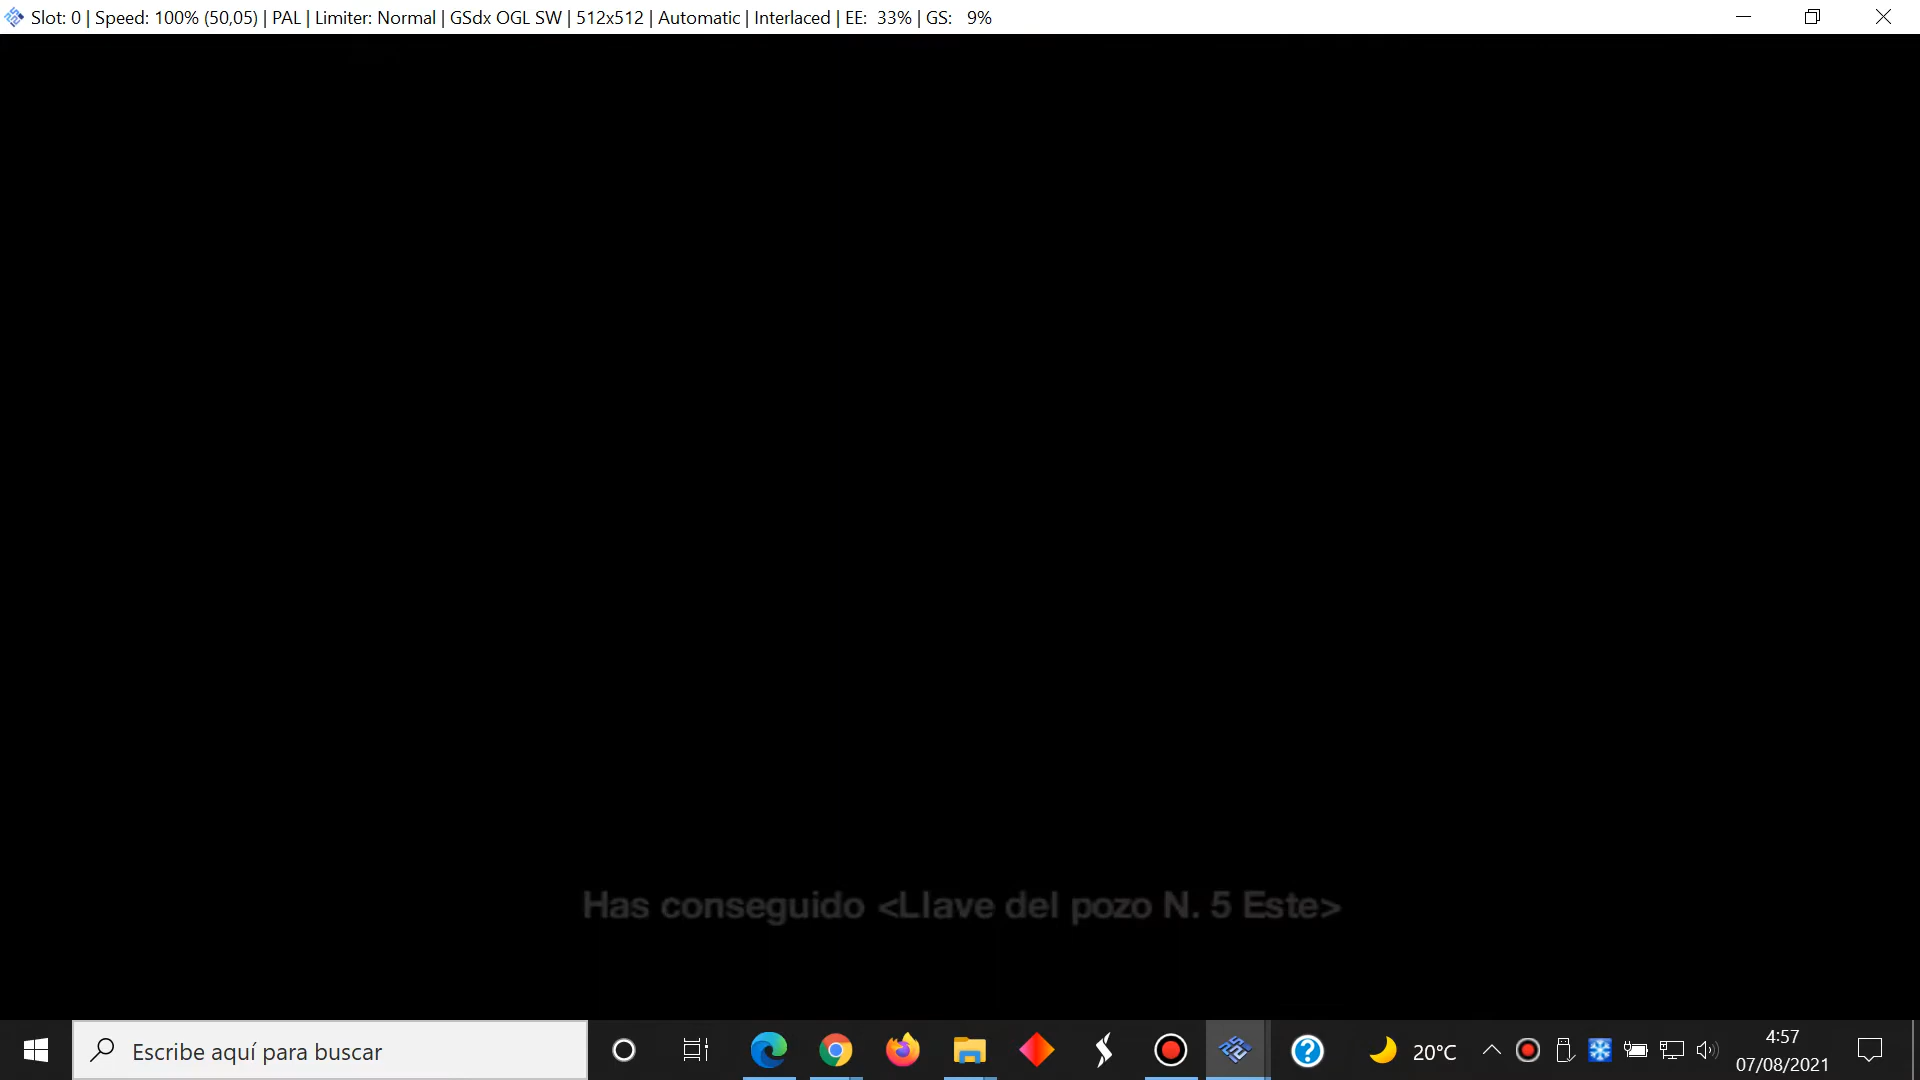 Slot: 0 | Speed: 100% (50,05) | PAL | Limiter: Normal | GSdx OGL SW | 512x512 | Automatic | Interlaced | EE: 33% | GS: 9%
Has conseguido <Llave del pozo N. 5 Este>
Escribe aquí para buscar
20°C
4:57
07/08/2021